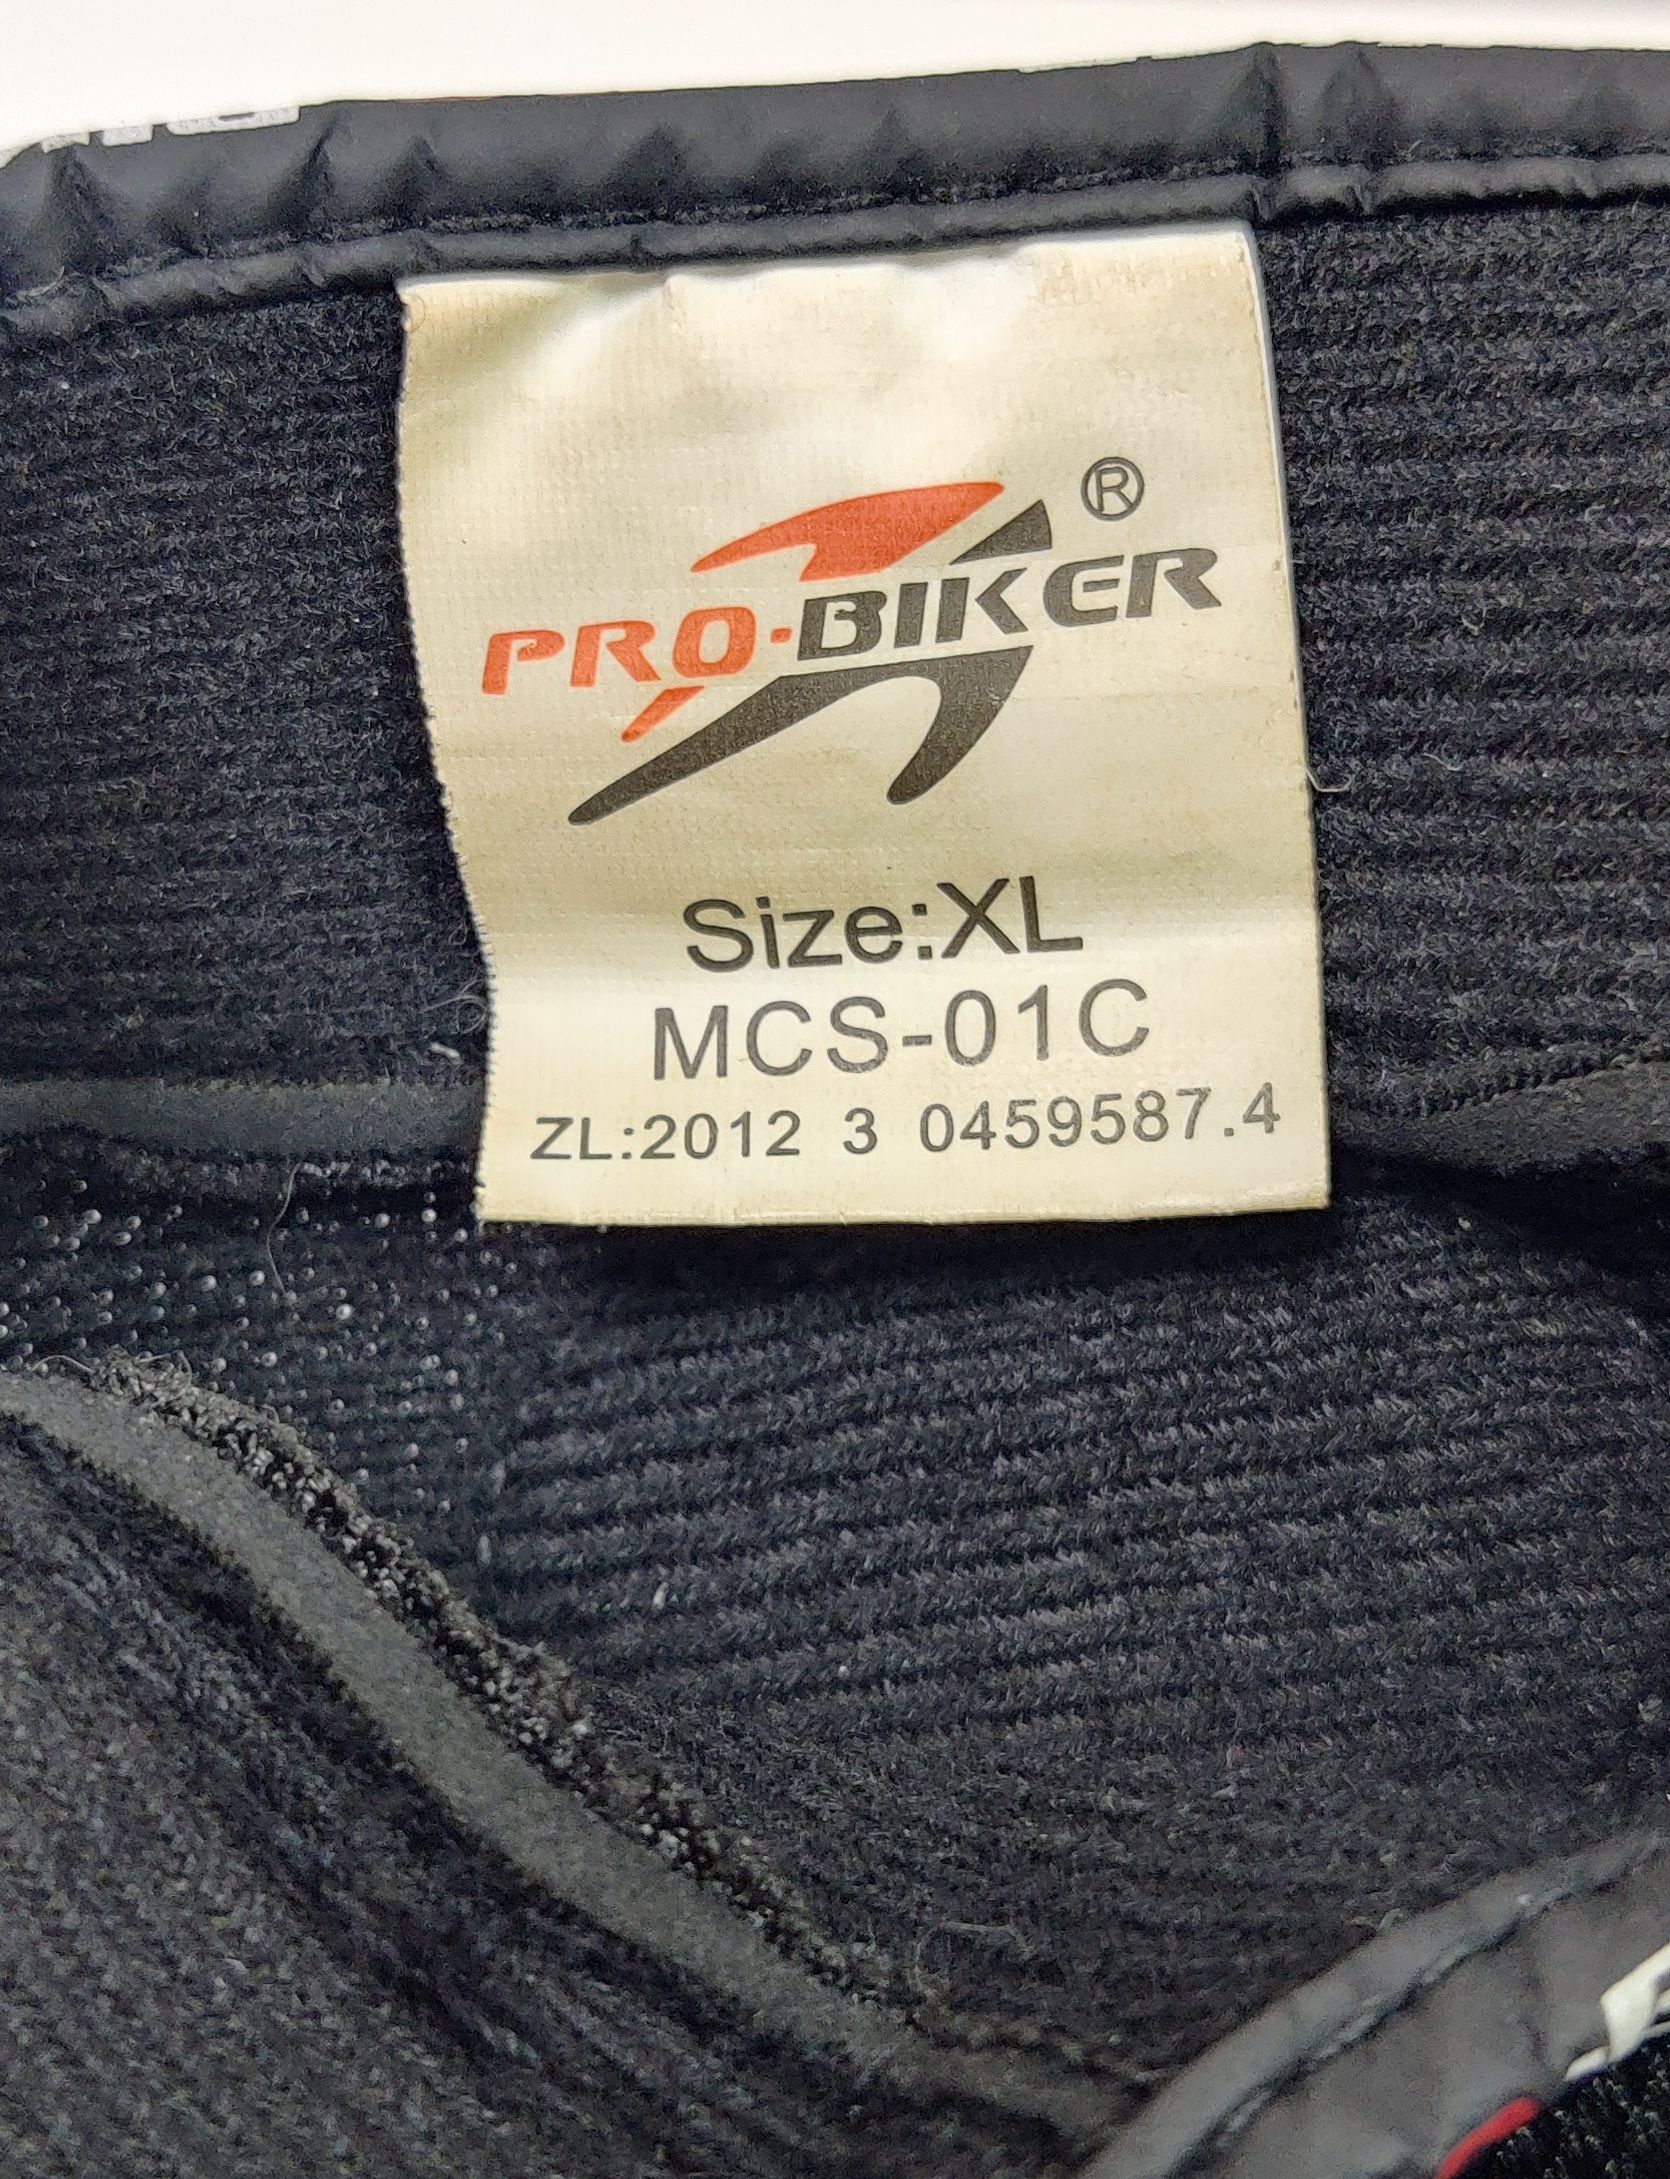 ®
PRO-BIKER
Size:XL
MCS-01C
ZL:2012 3 0459587.4